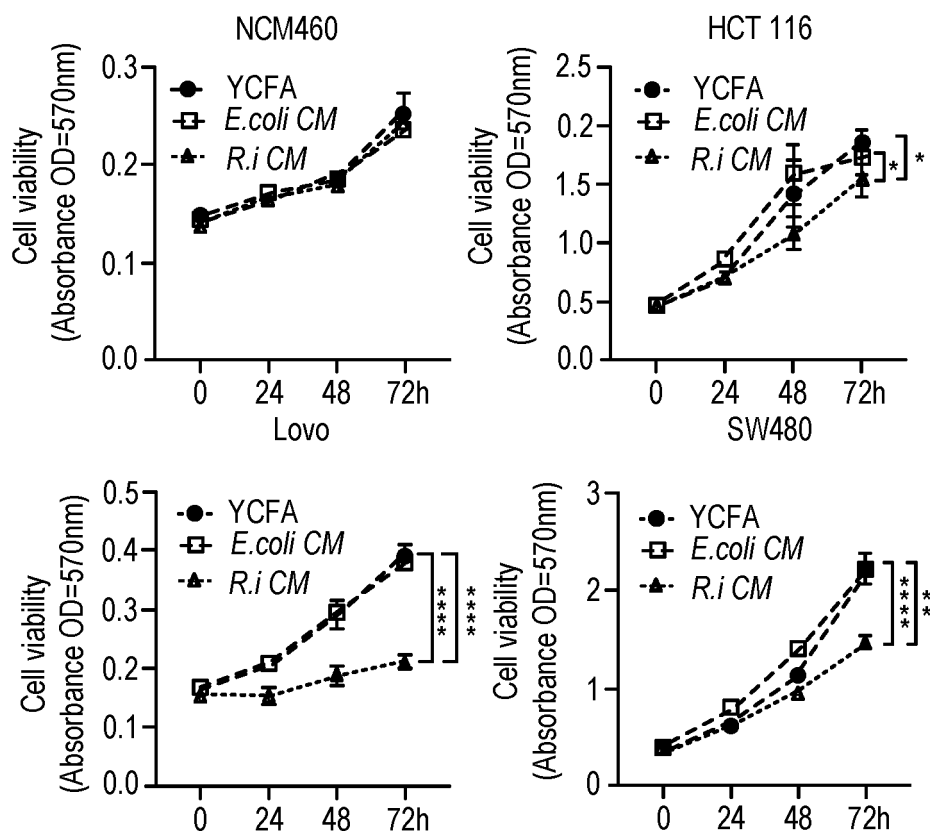 NCM460
Cell viability
(Absorbance OD=570nm)
0.3
0.2
0.1
0.0
YCFA
E.coli CM
R.i CM
0 24 48 72h
HCT 116
Cell viability
(Absorbance OD=570nm)
2.5
0.2
1.5
1.0
0.5
0.0
YCFA
E.coli CM
R.i CM
*
*
0 24 48 72h
Lovo
Cell viability
(Absorbance OD=570nm)
0.5
0.4
0.3
0.2
0.1
0.0
YCFA
E.coli CM
R.i CM
****
****
0 24 48 72h
SW480
Cell viability
(Absorbance OD=570nm)
3
2
1
0
YCFA
E.coli CM
R.i CM
****
**
0 24 48 72h